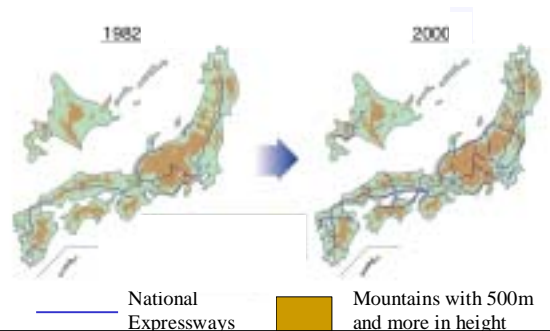 1982
2000
National
Expressways
Mountains with 500m
and more in height